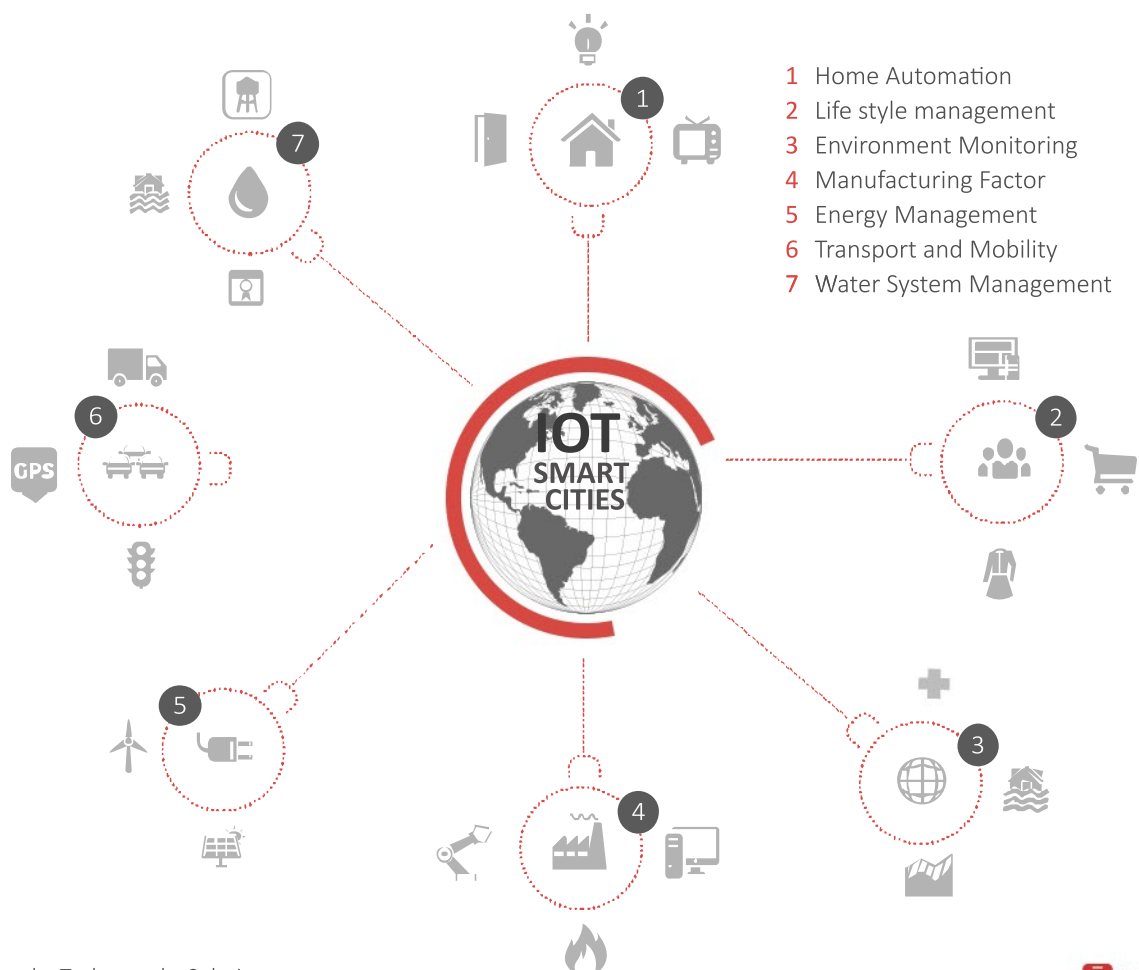 1 Home Automation
2 Life style management
3 Environment Monitoring
4 Manufacturing Factor
5 Energy Management
6 Transport and Mobility
7 Water System Management
1
7
6
GPS
IOT
SMART
CITIES
2
5
3
4